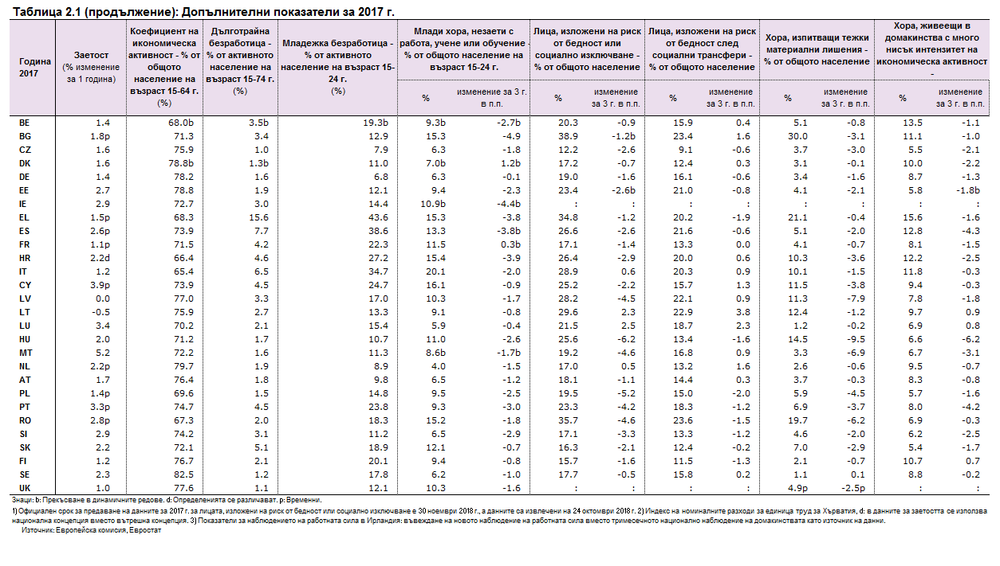 Таблица 2.1 (продължение): Допълнителни показатели за 2017 г.
Година 2017
Заетост (% изменение за 1 година)
Коефициент на икономическа активност - % от общото население на възраст 15-64 г. (%)
Дълготрайна безработица - % от активното население на възраст 15-74 г. (%)
Младежка безработица - % от активното население на възраст 15-24 г. (%)
Млади хора, незаети с работа, учене или обучение - % от общото население на възраст 15-24 г.
Лица, изложени на риск от бедност или социално изключване - % от общото население
Лица, изложени на риск от бедност след социални трансфери - % от общото население
Хора, изпитващи тежки материални лишения - % от общото население
Хора, живеещи в домакинства с много нисък интензитет на икономическа активност -
% изменение за 3 г. в п.п. % изменение за 3 г. в п.п. % изменение за 3 г. в п.п. % изменение за 3 г. в п.п. % изменение за 3 г. в п.п.
BE 1.4 68.0b 3.5b 19.3b 9.3b -2.7b 20.3 -0.9 15.9 0.4 5.1 -0.8 13.5 -1.1
BG 1.8p 71.3 3.4 12.9 15.3 -4.9 38.9 -1.2b 23.4 1.6 30.0 -3.1 11.1 -1.0
CZ 1.6 75.9 1.0 7.9 6.3 -1.8 12.2 -2.6 9.1 -0.6 3.7 -3.0 5.5 -2.1
DK 1.6 78.8b 1.3b 11.0 7.0b 1.2b 17.2 -0.7 12.4 0.3 3.1 -0.1 10.0 -2.2
DE 1.4 78.2 1.6 6.8 6.3 -0.1 19.0 -1.6 16.1 -0.6 3.4 -1.6 8.7 -1.3
EE 2.7 78.8 1.9 12.1 9.4 -2.3 23.4 -2.6b 21.0 -0.8 4.1 -2.1 5.8 -1.8b
IE 2.9 72.7 3.0 14.4 10.9b -4.4b : : : : : : : :
EL 1.5p 68.3 15.6 43.6 15.3 -3.8 34.8 -1.2 20.2 -1.9 21.1 -0.4 15.6 -1.6
ES 2.6p 73.9 7.7 38.6 13.3 -3.8b 26.6 -2.6 21.6 -0.6 5.1 -2.0 12.8 -4.3
FR 1.1p 71.5 4.2 22.3 11.5 0.3b 17.1 -1.4 13.3 0.0 4.1 -0.7 8.1 -1.5
HR 2.2d 66.4 4.6 27.2 15.4 -3.9 26.4 -2.9 20.0 0.6 10.3 -3.6 12.2 -2.5
IT 1.2 65.4 6.5 34.7 20.1 -2.0 28.9 0.6 20.3 0.9 10.1 -1.5 11.8 -0.3
CY 3.9p 73.9 4.5 24.7 16.1 -0.9 25.2 -2.2 15.7 1.3 11.5 -3.8 9.4 -0.3
LV 0.0 77.0 3.3 17.0 10.3 -1.7 28.2 -4.5 22.1 0.9 11.3 -7.9 7.8 -1.8
LT -0.5 75.9 2.7 13.3 9.1 -0.8 29.6 2.3 22.9 3.8 12.4 -1.2 9.7 0.9
LU 3.4 70.2 2.1 15.4 5.9 -0.4 21.5 2.5 18.7 2.3 1.2 -0.2 6.9 0.8
HU 2.0 71.2 1.7 10.7 11.0 -2.6 25.6 -6.2 13.4 -1.6 14.5 -9.5 6.6 -6.2
MT 5.2 72.2 1.6 11.3 8.6b -1.7b 19.2 -4.6 16.8 0.9 3.3 -6.9 6.7 -3.1
NL 2.2p 79.7 1.9 8.9 4.0 -1.5 17.0 0.5 13.2 1.6 2.6 -0.6 9.5 -0.7
AT 1.7 76.4 1.8 9.8 6.5 -1.2 18.1 -1.1 14.4 0.3 3.7 -0.3 8.3 -0.8
PL 1.4p 69.6 1.5 14.8 9.5 -2.5 19.5 -5.2 15.0 -2.0 5.9 -4.5 5.7 -1.6
PT 3.3p 74.7 4.5 23.8 9.3 -3.0 23.3 -4.2 18.3 -1.2 6.9 -3.7 8.0 -4.2
RO 2.8p 67.3 2.0 18.3 15.2 -1.8 35.7 -4.6 23.6 -1.5 19.7 -6.2 6.9 -0.3
SI 2.9 74.2 3.1 11.2 6.5 -2.9 17.1 -3.3 13.3 -1.2 4.6 -2.0 6.2 -2.5
SK 2.2 72.1 5.1 18.9 12.1 -0.7 16.3 -2.1 12.4 -0.2 7.0 -2.9 5.4 -1.7
FI 1.2 76.7 2.1 20.1 9.4 -0.8 15.7 -1.6 11.5 -1.3 2.1 -0.7 10.7 0.7
SE 2.3 82.5 1.2 17.8 6.2 -1.0 17.7 -0.5 15.8 0.2 1.1 0.1 8.8 -0.2
UK 1.0 77.6 1.1 12.1 10.3 -1.6 : : : : 4.9p -2.5p : :
Знаци: b: Прекъсване в динамичните редове. d: Определенията се различават. p: Временни.
1) Официален срок за предаване на данните за 2017 г. за лицата, изложени на риск от бедност или социално изключване е 30 ноември 2018 г., а данните са извлечени на 24 октомври 2018 г. 2) Индекс на номиналните разходи за единица труд за Хърватия, d: в данните за заетостта се използва
национална концепция вместо вътрешна концепция. 3) Показатели за наблюдението на работната сила в Ирландия: въвеждане на новото наблюдение на работната сила вместо тримесечното национално наблюдение на домакинствата като източник на данни.
Източник: Европейска комисия, Евростат